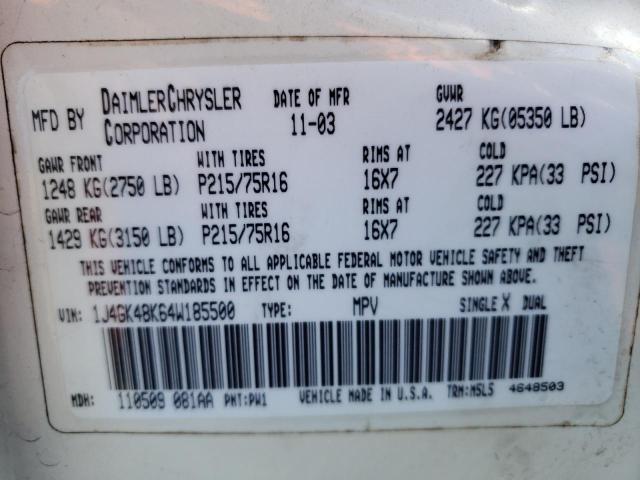 MFD BY DAIMLERCHRYSLER CORPORATION DATE OF MFR 11-03 GVWR 2427 KG(05350 LB)
GAWR FRONT WITH TIRES RIMS AT COLD
1248 KG(2750 LB) P215/75R16 16X7 227 KPA(33 PSI)
GAWR REAR WITH TIRES RIMS AT COLD
1429 KG(3150 LB) P215/75R16 16X7 227 KPA(33 PSI)
THIS VEHICLE CONFORMS TO ALL APPLICABLE FEDERAL MOTOR VEHICLE SAFETY AND THEFT
PREVENTION STANDARDS IN EFFECT ON THE DATE OF MANUFACTURE SHOWN ABOVE.
VIN: 1J4GK48K64W185500 TYPE: MPV SINGLE X DUAL
MDH: 110509 081AA PNT:PW1 VEHICLE MADE IN U.S.A. TRM:M5L5 4648503